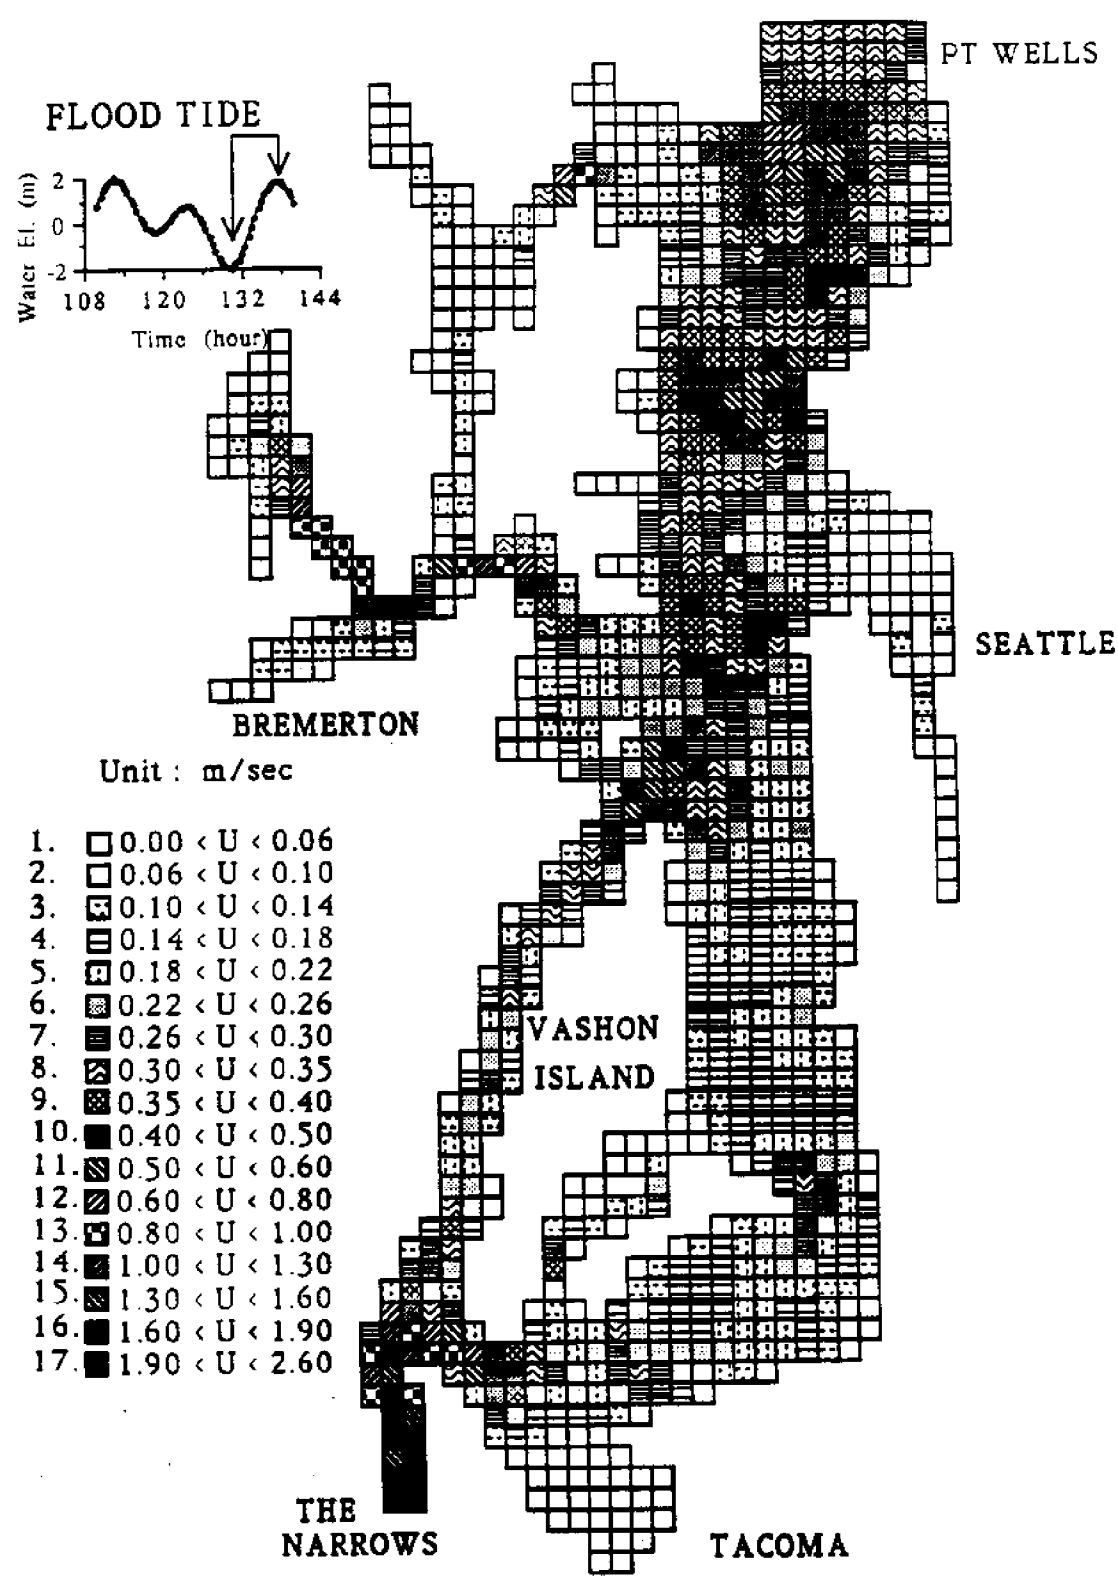 PT WELLS
FLOOD TIDE
Water El. (m)
2
0
-2
108 120 132 144
Time (hour)
SEATTLE
BREMERTON
Unit : m/sec
1. 0.00 < U < 0.06
2. 0.06 < U < 0.10
3. 0.10 < U < 0.14
4. 0.14 < U < 0.18
5. 0.18 < U < 0.22
6. 0.22 < U < 0.26
7. 0.26 < U < 0.30
8. 0.30 < U < 0.35
9. 0.35 < U < 0.40
10. 0.40 < U < 0.50
11. 0.50 < U < 0.60
12. 0.60 < U < 0.80
13. 0.80 < U < 1.00
14. 1.00 < U < 1.30
15. 1.30 < U < 1.60
16. 1.60 < U < 1.90
17. 1.90 < U < 2.60
VASHON
ISLAND
THE
NARROWS
TACOMA